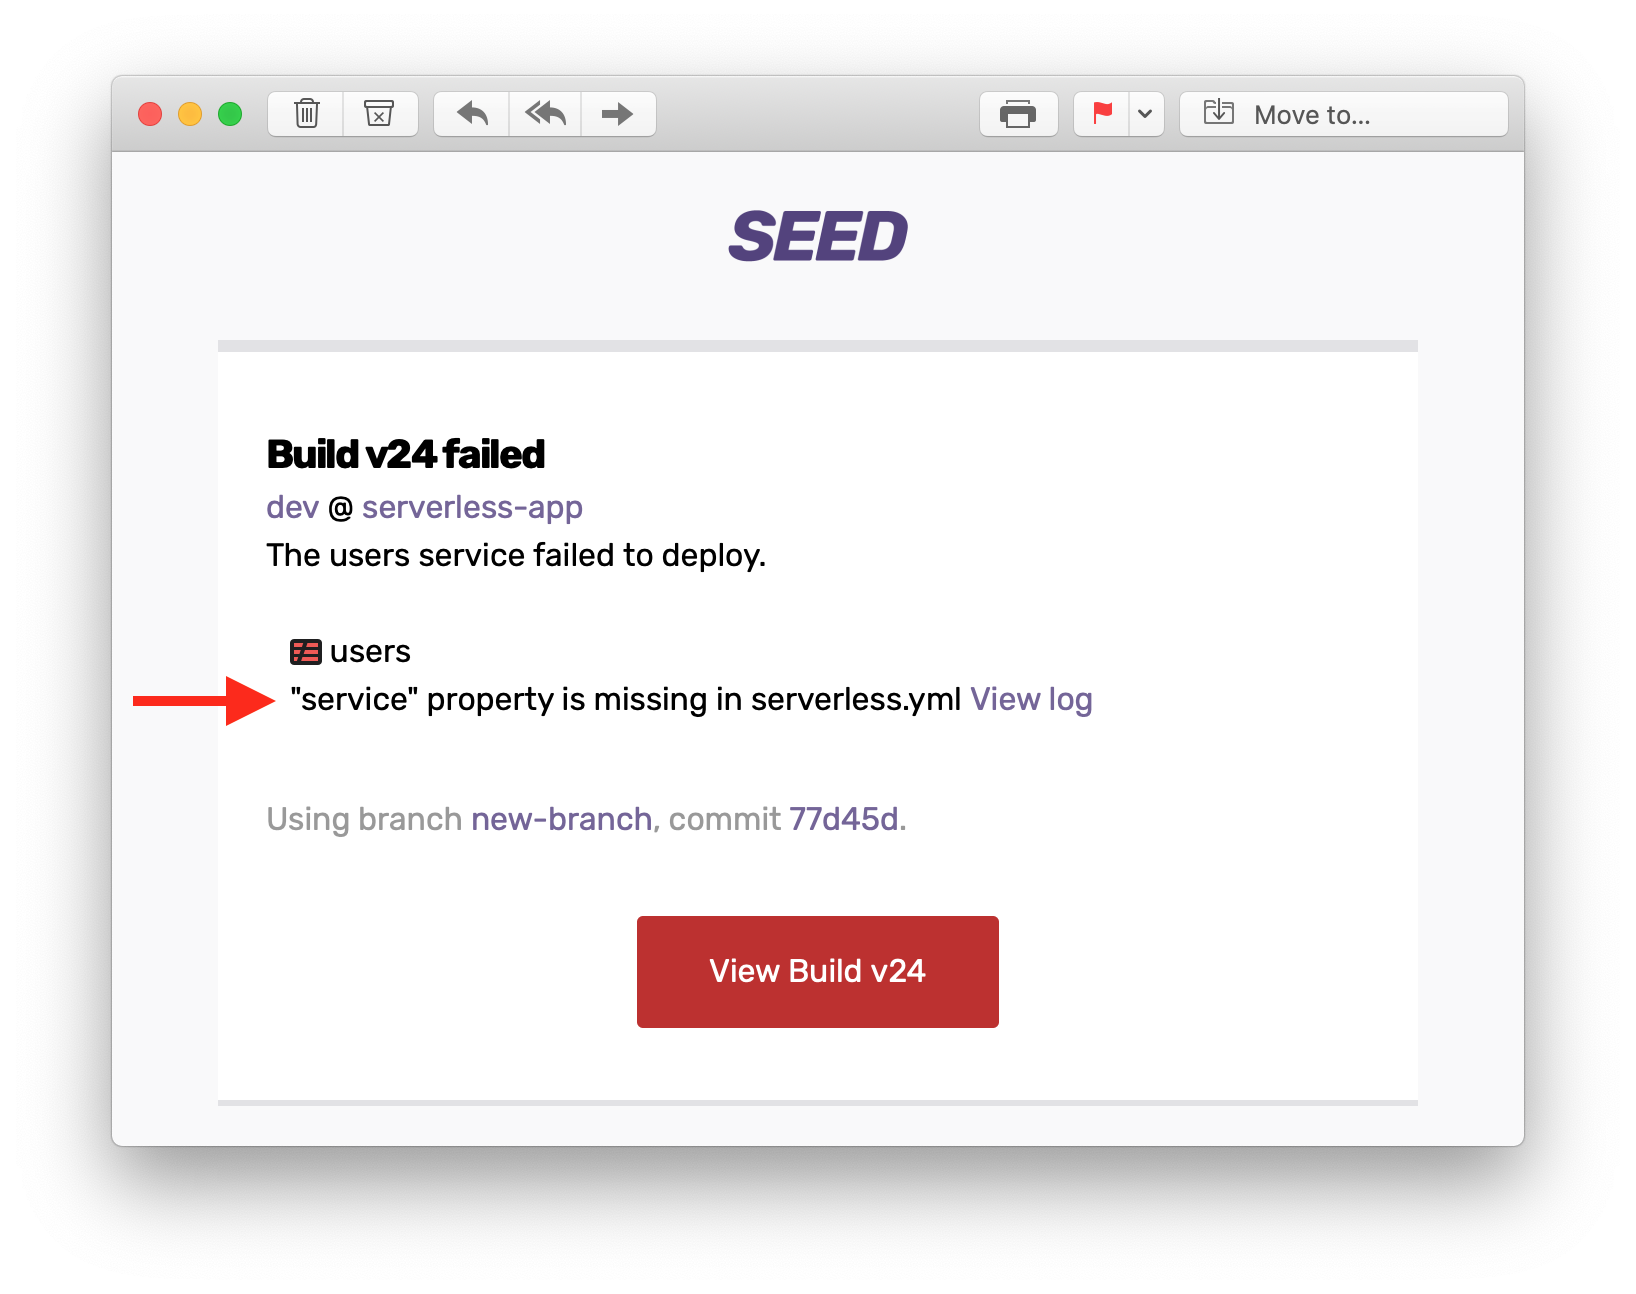 Move to...
SEED
Build v24 failed
dev @ serverless-app
The users service failed to deploy.
users
"service" property is missing in serverless.yml View log
Using branch new-branch, commit 77d45d.
View Build v24